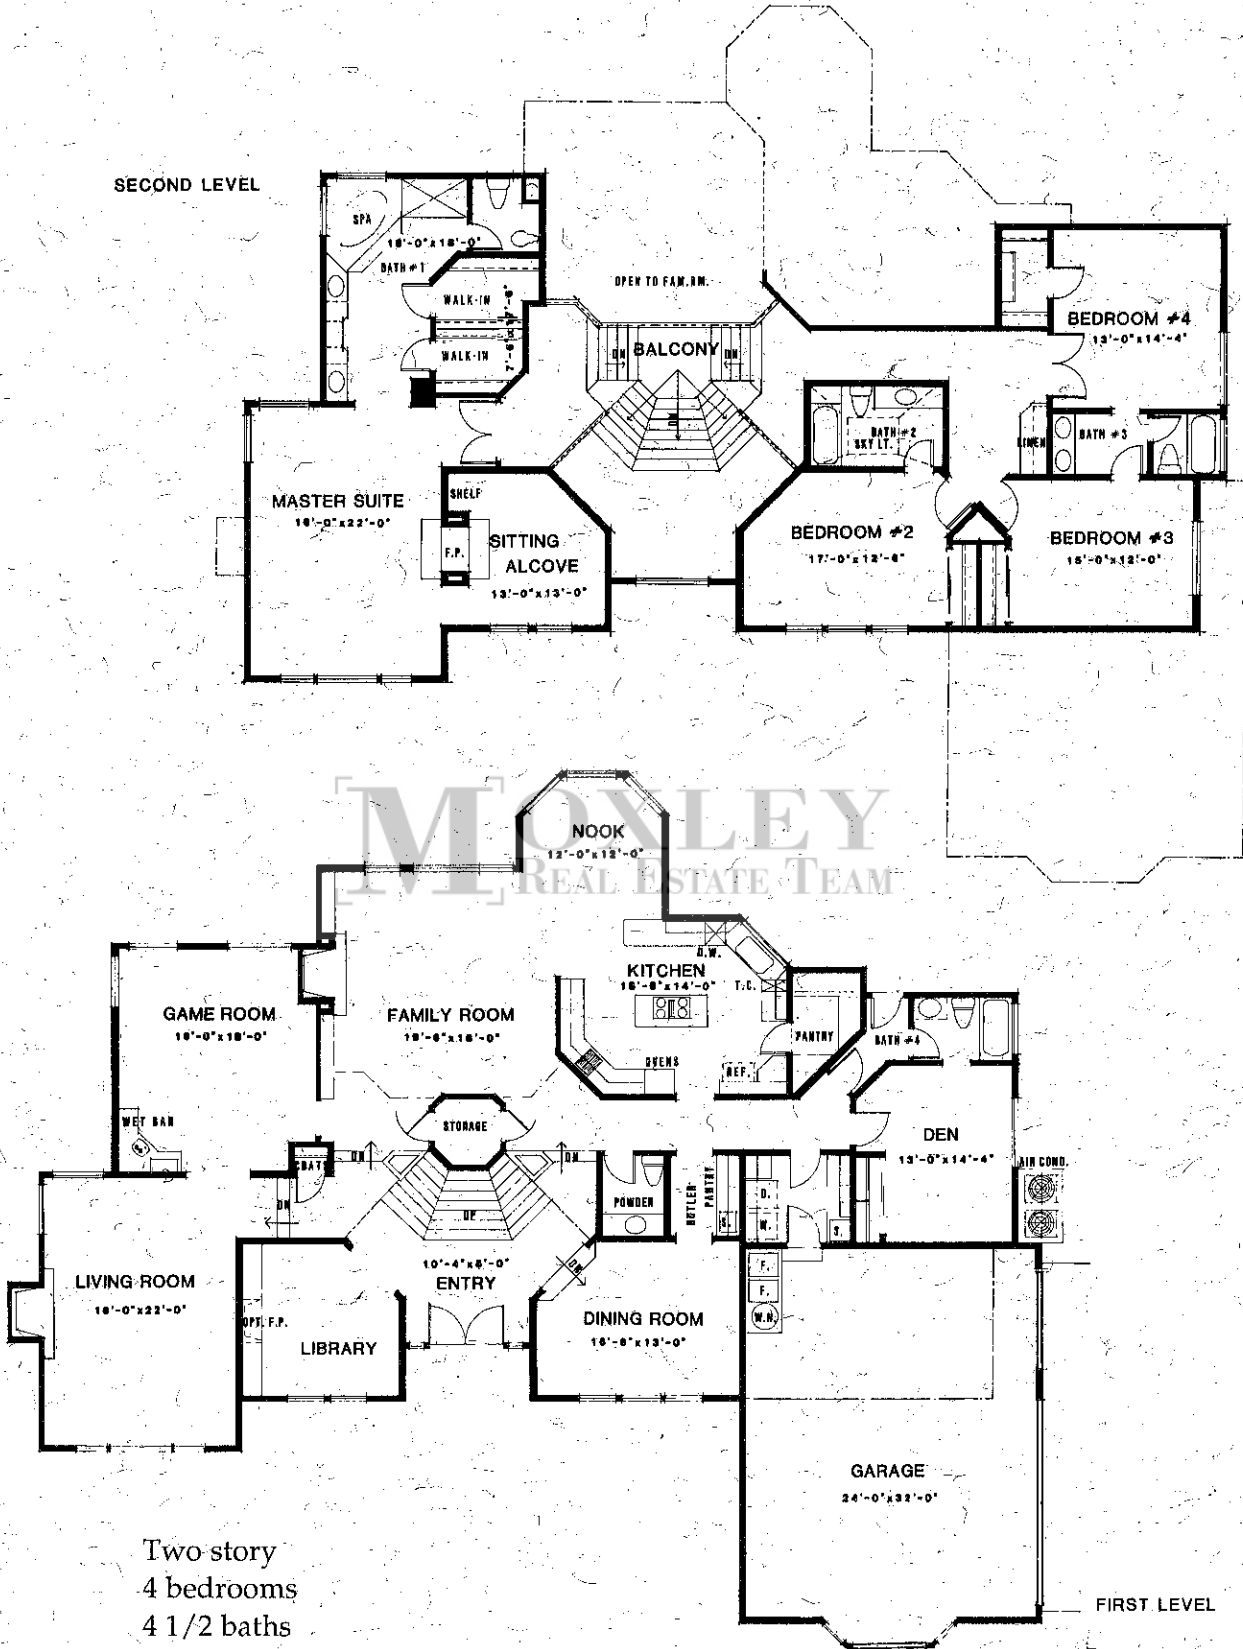 SECOND LEVEL
SPA
BATH #1
WALK-IN
WALK-IN
OPEN TO FAM. RM.
BALCONY
DN
DN
BEDROOM #4
13'-0"x14'-4"
BATH #2
SKY LT.
LINEN
BATH #3
MASTER SUITE
SHELF
F.P.
SITTING
ALCOVE
13'-0"x13'-0"
BEDROOM #2
BEDROOM #3
MOXLEY
REAL ESTATE TEAM
NOOK
12'-0"x12'-0"
D.W.
KITCHEN
T.C.
GAME ROOM
FAMILY ROOM
PANTRY
BATH #4
OVENS
REF.
STORAGE
DEN
13'-0"x14'-4"
AIR COND.
COATS
DN
DN
DN
UP
POWDER
BUTLER
PANTRY
S.
D.
W.
S.
LIVING ROOM
OPT. F.P.
LIBRARY
ENTRY
DN
DINING ROOM
F.
F.
W.H.
GARAGE
24'-0"x32'-0"
Two story
4 bedrooms
4 1/2 baths
FIRST LEVEL